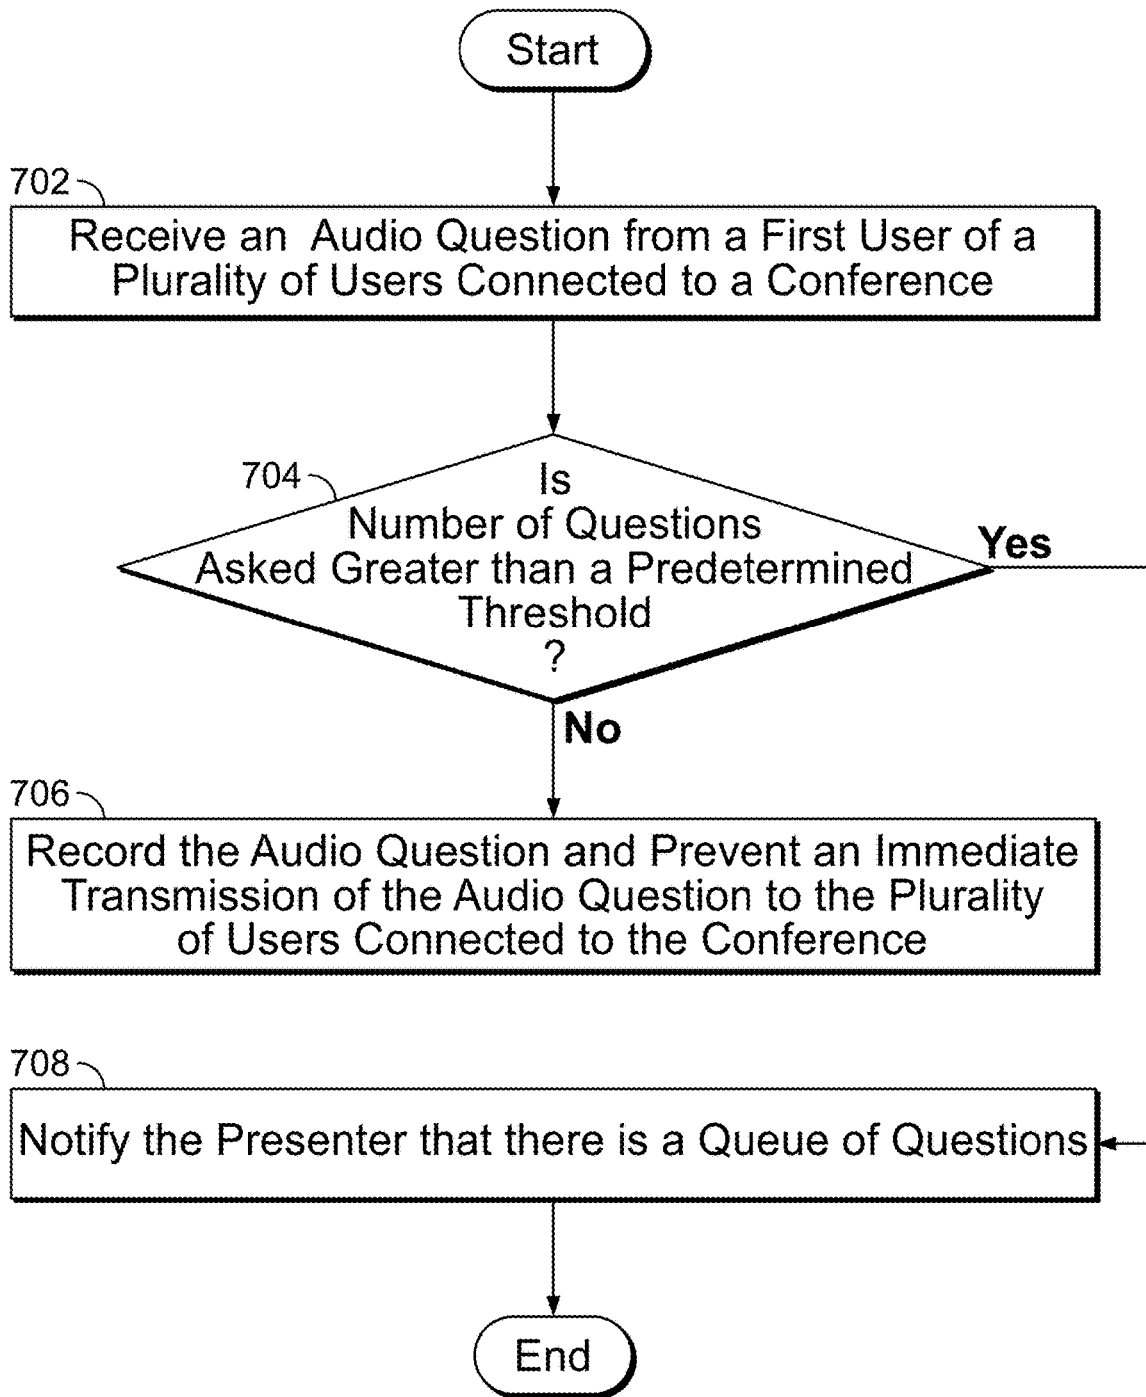 Start
702
Receive an Audio Question from a First User of a
Plurality of Users Connected to a Conference
704
Is
Number of Questions
Asked Greater than a Predetermined
Threshold
?
Yes
No
706
Record the Audio Question and Prevent an Immediate
Transmission of the Audio Question to the Plurality
of Users Connected to the Conference
708
Notify the Presenter that there is a Queue of Questions
End